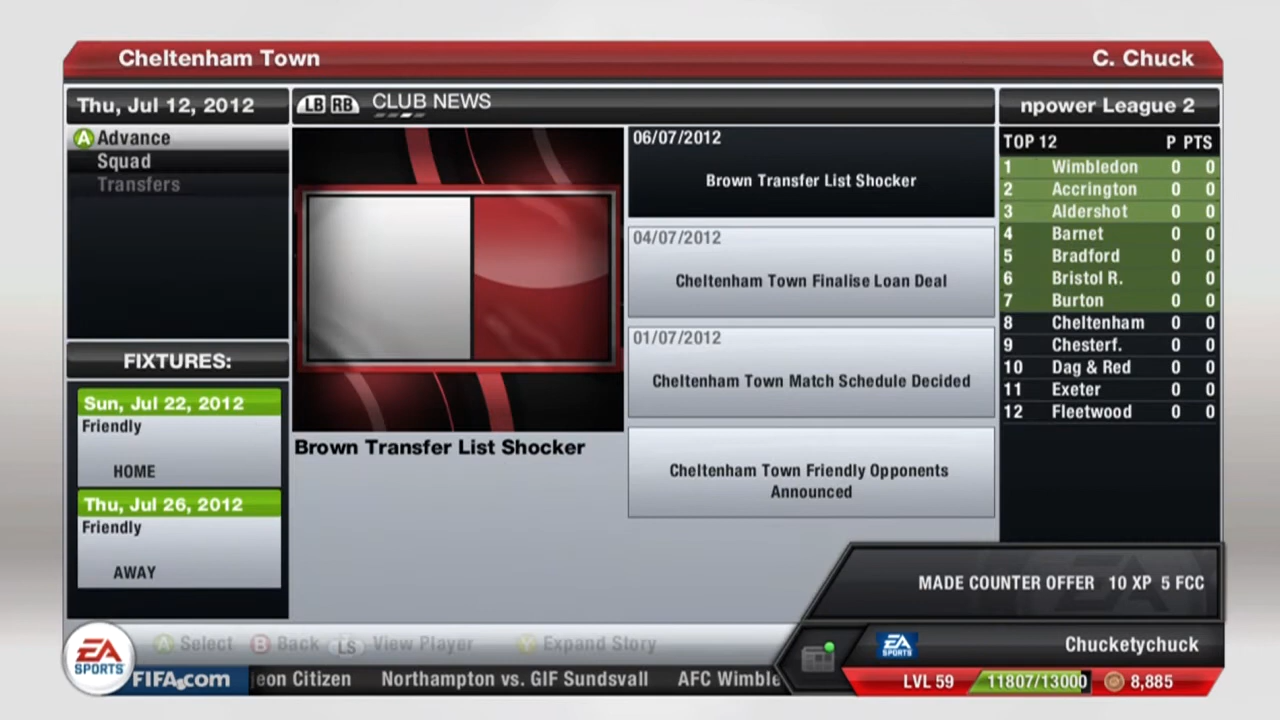 Cheltenham Town
C. Chuck
Thu, Jul 12, 2012
LB RB CLUB NEWS
npower League 2
A Advance
Squad
Transfers
FIXTURES:
Sun, Jul 22, 2012
Friendly
HOME
Thu, Jul 26, 2012
Friendly
AWAY
Brown Transfer List Shocker
06/07/2012
Brown Transfer List Shocker
04/07/2012
Cheltenham Town Finalise Loan Deal
01/07/2012
Cheltenham Town Match Schedule Decided
Cheltenham Town Friendly Opponents
Announced
TOP 12 P PTS
1 Wimbledon 0 0
2 Accrington 0 0
3 Aldershot 0 0
4 Barnet 0 0
5 Bradford 0 0
6 Bristol R. 0 0
7 Burton 0 0
8 Cheltenham 0 0
9 Chesterf. 0 0
10 Dag & Red 0 0
11 Exeter 0 0
12 Fleetwood 0 0
MADE COUNTER OFFER 10 XP 5 FCC
A Select B Back LS View Player Y Expand Story
EA SPORTS
Chucketychuck
EA SPORTS
FIFA.com
eon Citizen Northampton vs. GIF Sundsvall AFC Wimble
LVL 59 11807/13000 8,885